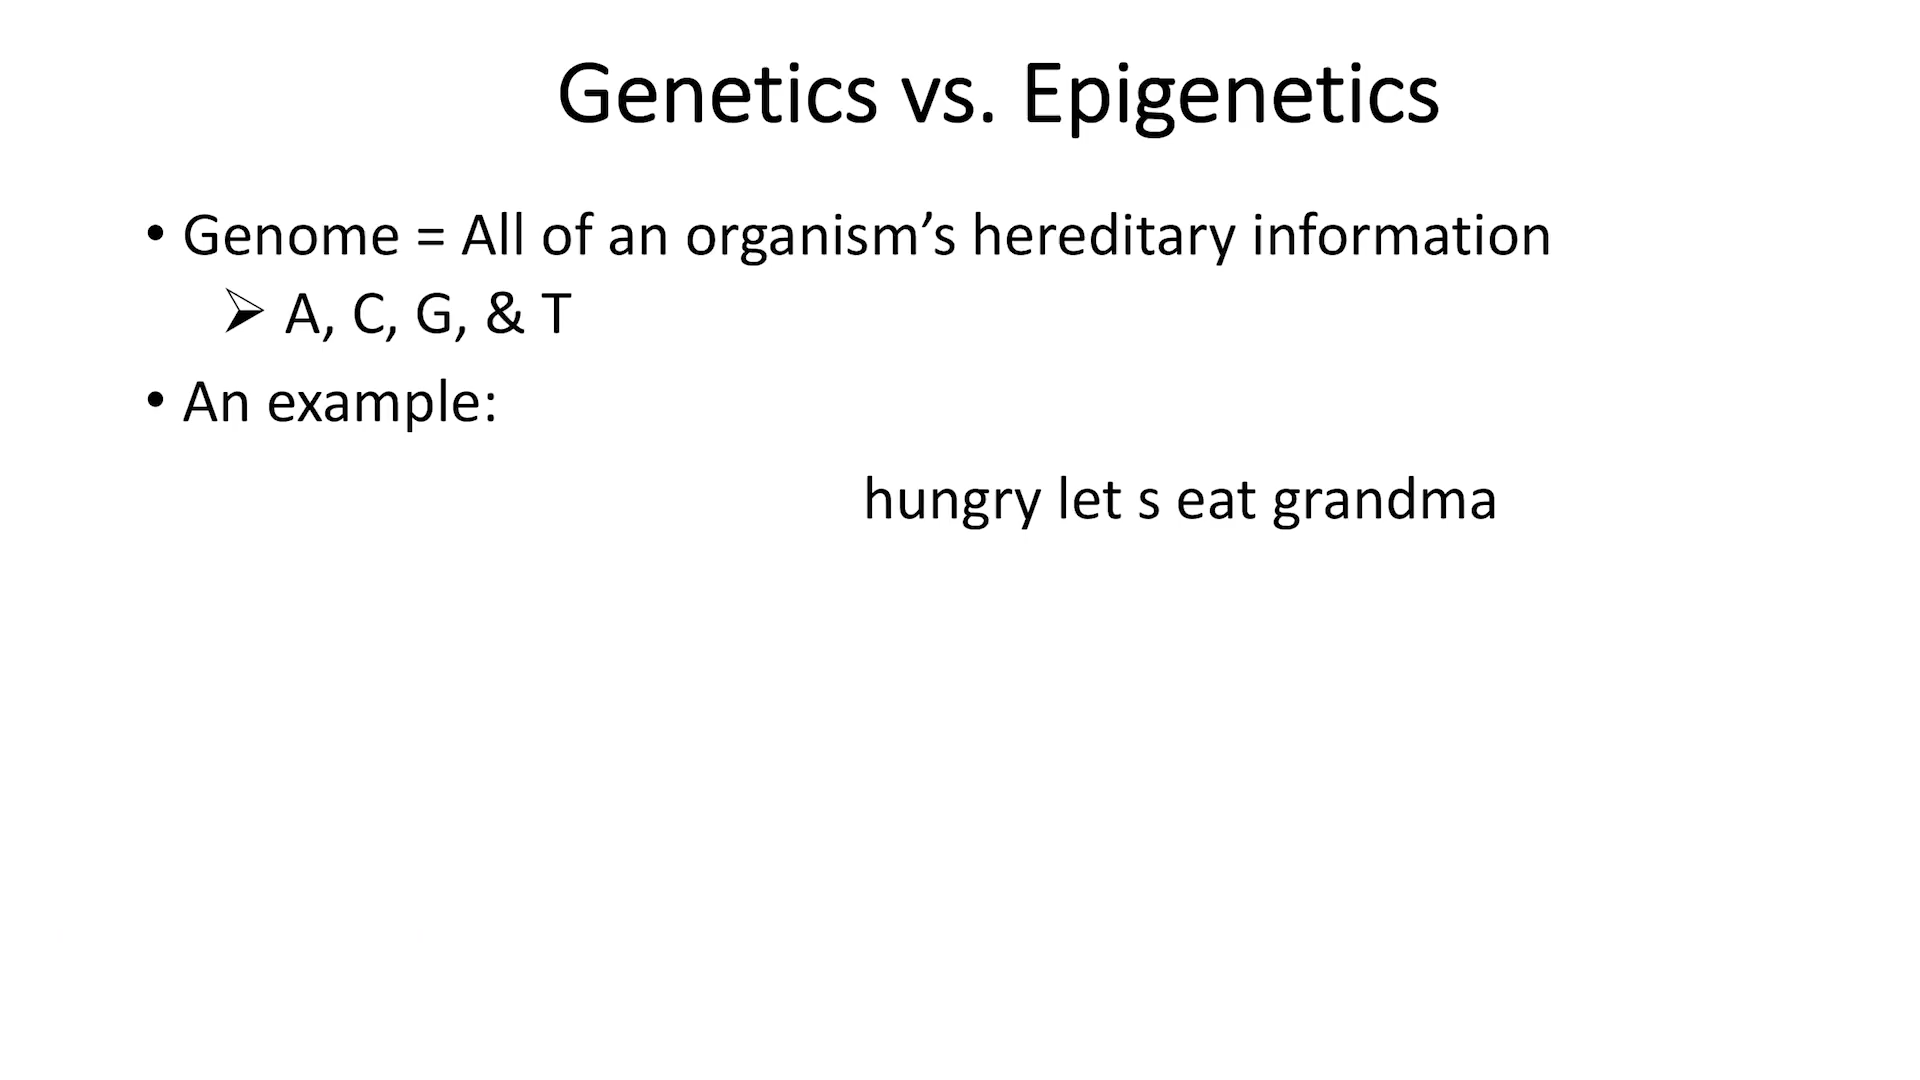 Genetics vs. Epigenetics
• Genome = All of an organism’s hereditary information
➢ A, C, G, & T
• An example:
hungry let s eat grandma